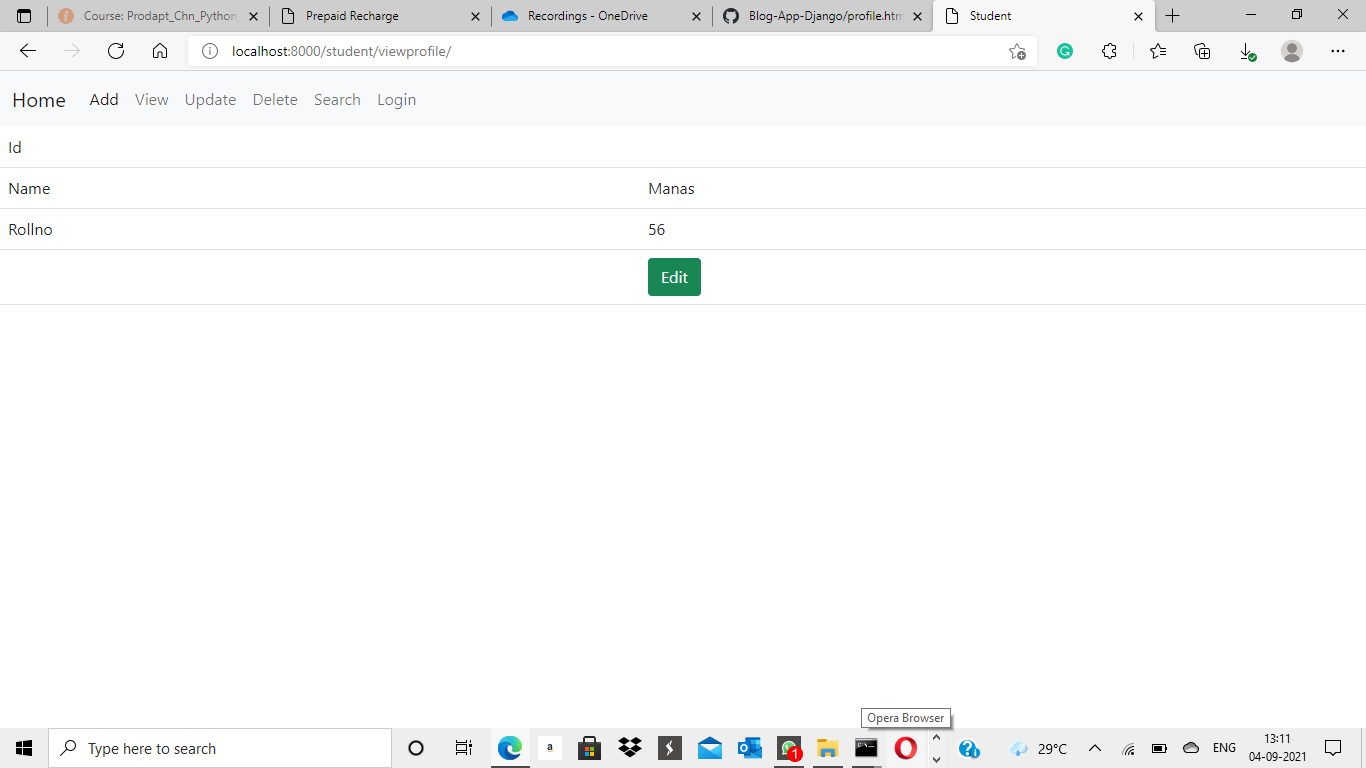 Course: Prodapt_Chn_Python
Prepaid Recharge
Recordings - OneDrive
Blog-App-Django/profile.htm
Student
localhost:8000/student/viewprofile/
Home Add View Update Delete Search Login
Id
Name Manas
Rollno 56
Edit
Opera Browser
Type here to search
a
1
29°C
ENG
13:11
04-09-2021